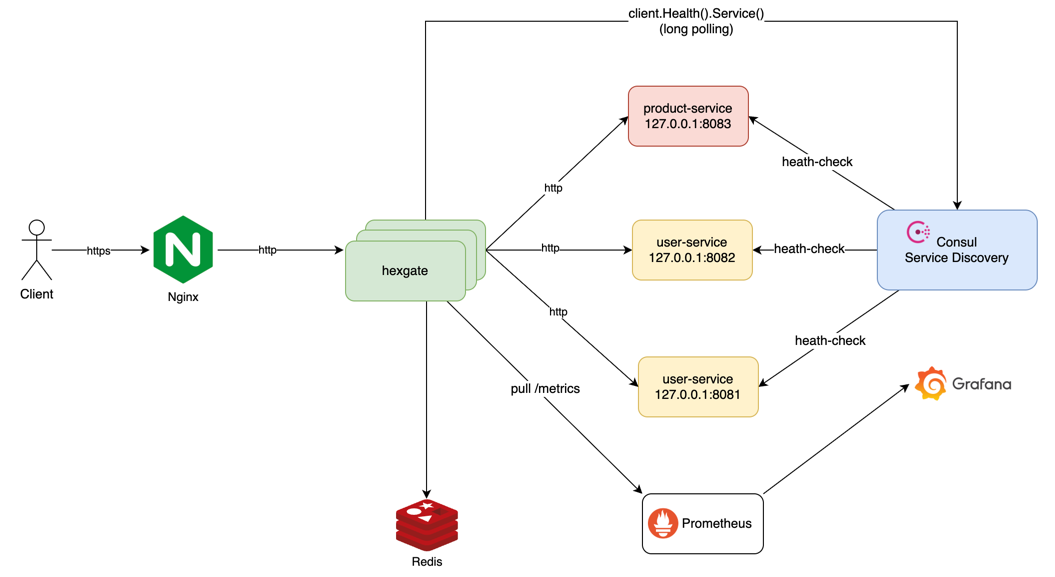 client.Health().Service()
(long polling)
product-service
127.0.0.1:8083
heath-check
http
Client
https
N
Nginx
http
hexgate
http
user-service
127.0.0.1:8082
heath-check
Consul
Service Discovery
http
heath-check
user-service
127.0.0.1:8081
pull /metrics
Grafana
Prometheus
Redis